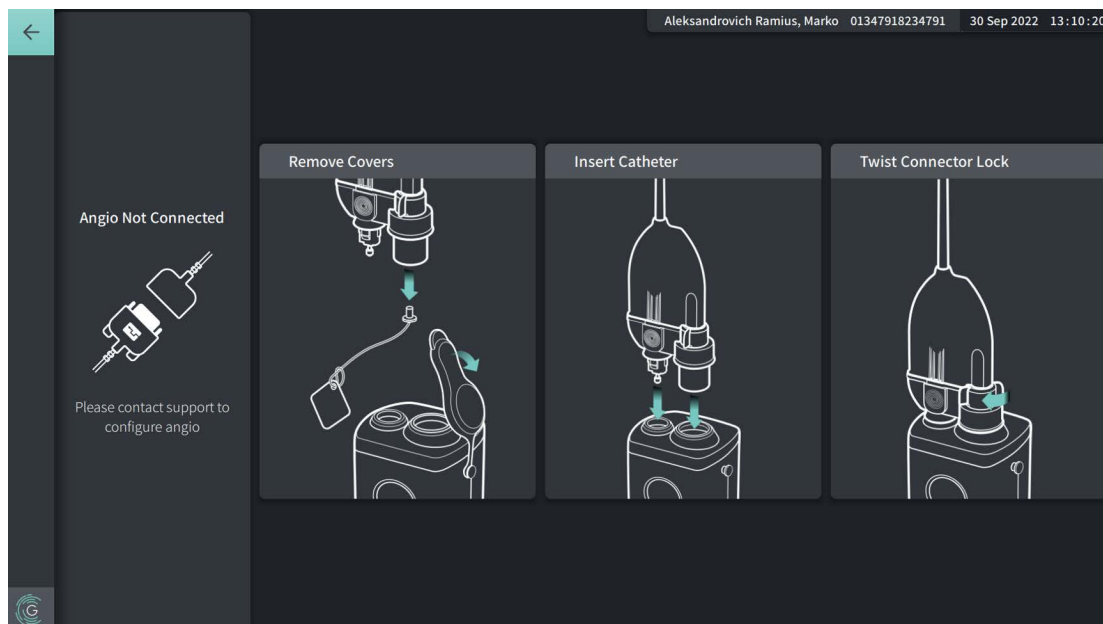 Aleksandrovich Ramius, Marko 01347918234791 30 Sep 2022 13:10:20
Angio Not Connected
Please contact support to
configure angio
Remove Covers
Insert Catheter
Twist Connector Lock
G